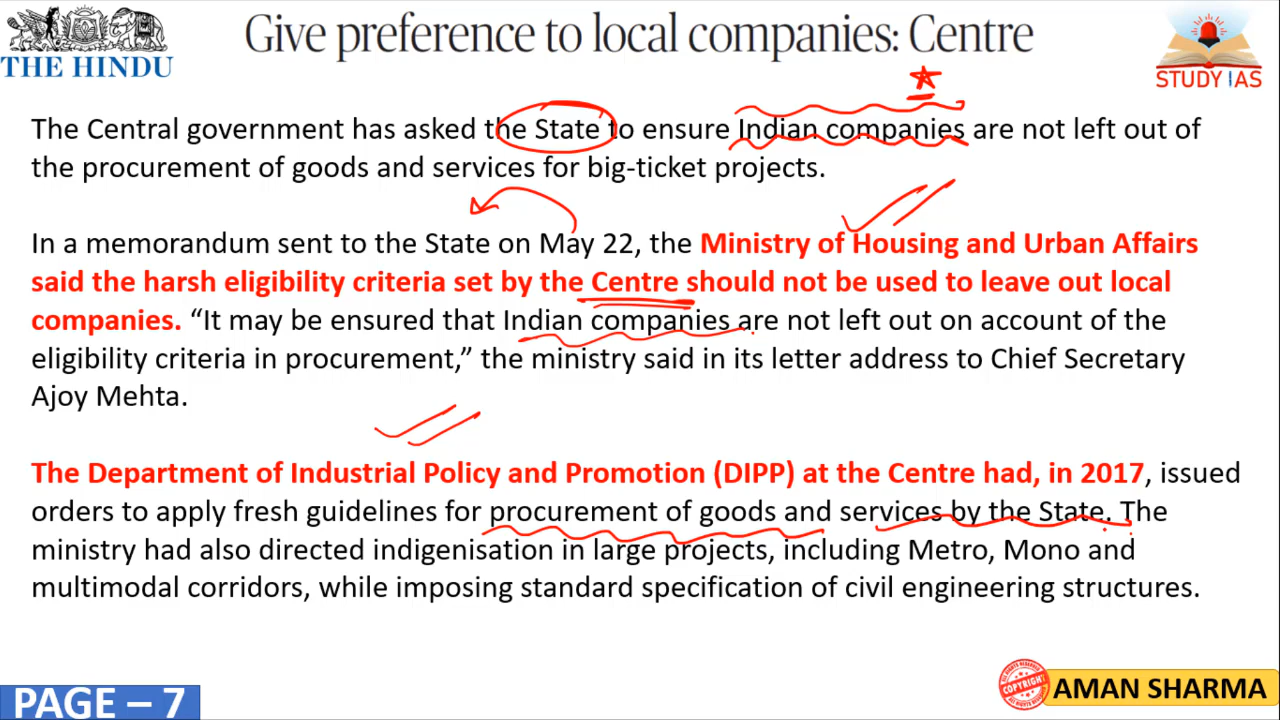 THE HINDU
Give preference to local companies: Centre
STUDY IAS
The Central government has asked the State to ensure Indian companies are not left out of
the procurement of goods and services for big-ticket projects.
In a memorandum sent to the State on May 22, the Ministry of Housing and Urban Affairs
said the harsh eligibility criteria set by the Centre should not be used to leave out local
companies. “It may be ensured that Indian companies are not left out on account of the
eligibility criteria in procurement,” the ministry said in its letter address to Chief Secretary
Ajoy Mehta.
The Department of Industrial Policy and Promotion (DIPP) at the Centre had, in 2017, issued
orders to apply fresh guidelines for procurement of goods and services by the State. The
ministry had also directed indigenisation in large projects, including Metro, Mono and
multimodal corridors, while imposing standard specification of civil engineering structures.
PAGE – 7
COPYRIGHT
AMAN SHARMA